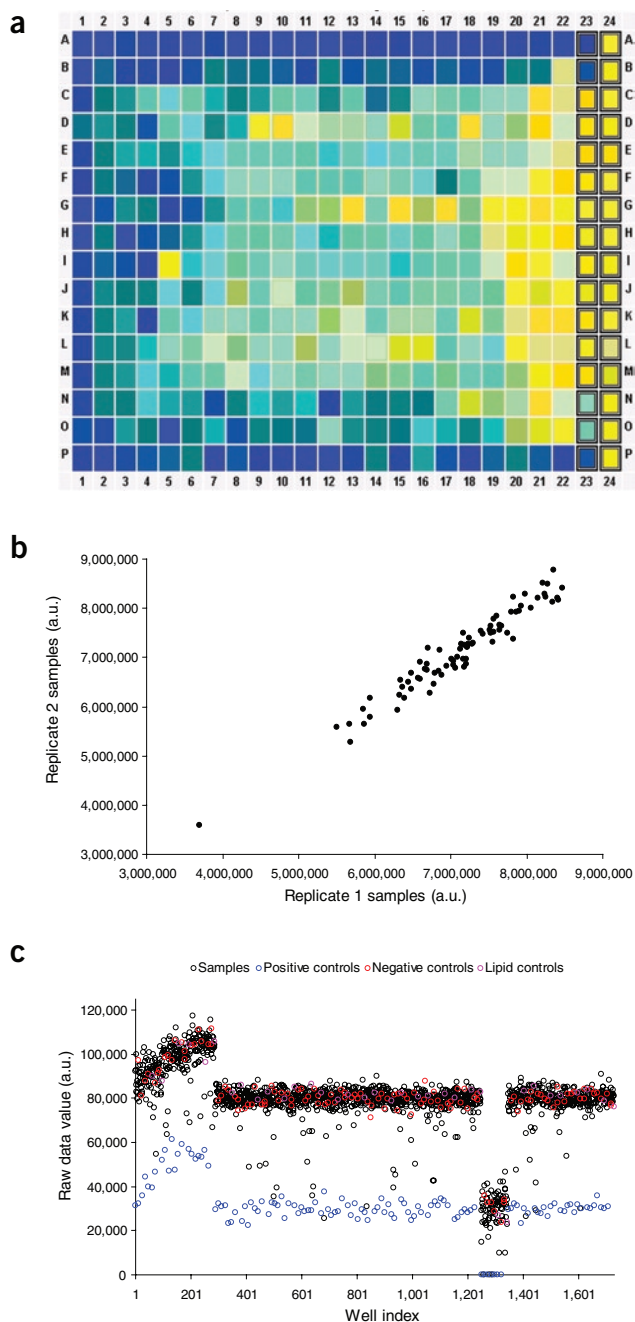 a
1 2 3 4 5 6 7 8 9 10 11 12 13 14 15 16 17 18 19 20 21 22 23 24
A A
B B
C C
D D
E E
F F
G G
H H
I I
J J
K K
L L
M M
N N
O O
P P
1 2 3 4 5 6 7 8 9 10 11 12 13 14 15 16 17 18 19 20 21 22 23 24
b
9,000,000
8,000,000
7,000,000
6,000,000
5,000,000
4,000,000
3,000,000
Replicate 2 samples (a.u.)
3,000,000 4,000,000 5,000,000 6,000,000 7,000,000 8,000,000 9,000,000
Replicate 1 samples (a.u.)
c
Samples Positive controls Negative controls Lipid controls
120,000
100,000
80,000
60,000
40,000
20,000
0
Raw data value (a.u.)
1 201 401 601 801 1,001 1,201 1,401 1,601
Well index